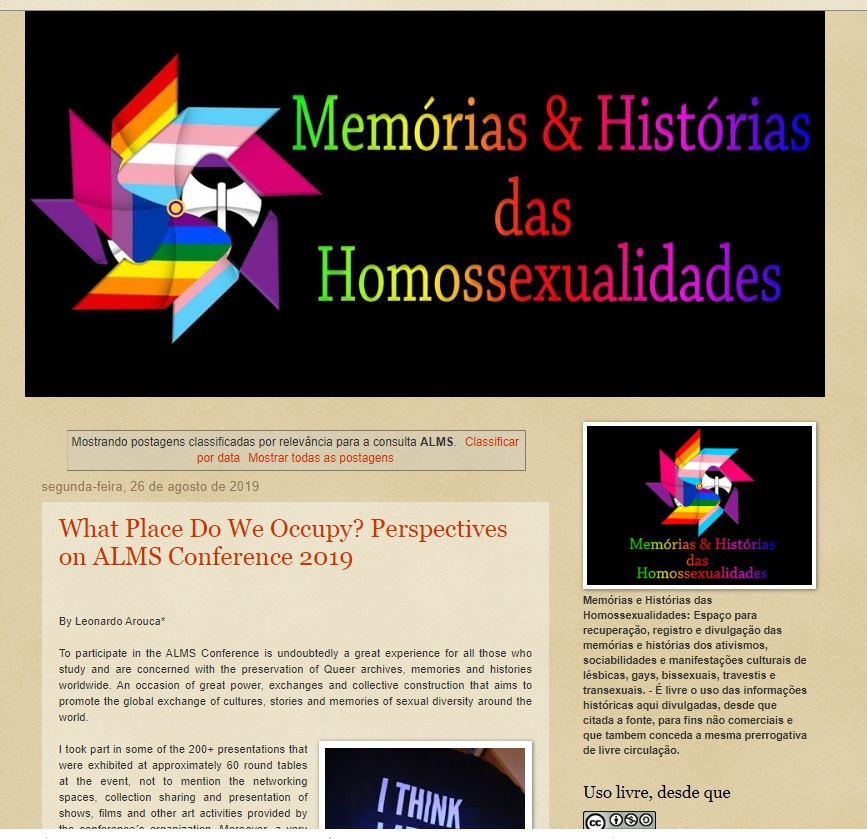 Memórias & Histórias
das
Homossexualidades
Mostrando postagens classificadas por relevância para a consulta ALMS. Classificar
por data Mostrar todas as postagens
segunda-feira, 26 de agosto de 2019
What Place Do We Occupy? Perspectives
on ALMS Conference 2019
By Leonardo Arouca*
To participate in the ALMS Conference is undoubtedly a great experience for all those who
study and are concerned with the preservation of Queer archives, memories and histories
worldwide. An occasion of great power, exchanges and collective construction that aims to
promote the global exchange of cultures, stories and memories of sexual diversity around the
world.
I took part in some of the 200+ presentations that
were exhibited at approximately 60 round tables
at the event, not to mention the networking
spaces, collection sharing and presentation of
shows, films and other art activities provided by
the conference's organization. Moreover, a very
I THINK
Memórias & Histórias
das
Homossexualidades
Memórias e Histórias das
Homossexualidades: Espaço para
recuperação, registro e divulgação das
memórias e histórias dos ativismos,
sociabilidades e manifestações culturais de
lésbicas, gays, bissexuais, travestis e
transexuais. - É livre o uso das informações
históricas aqui divulgadas, desde que
citada a fonte, para fins não comerciais e
que tambem conceda a mesma prerrogativa
de livre circulação.
Uso livre, desde que
cc